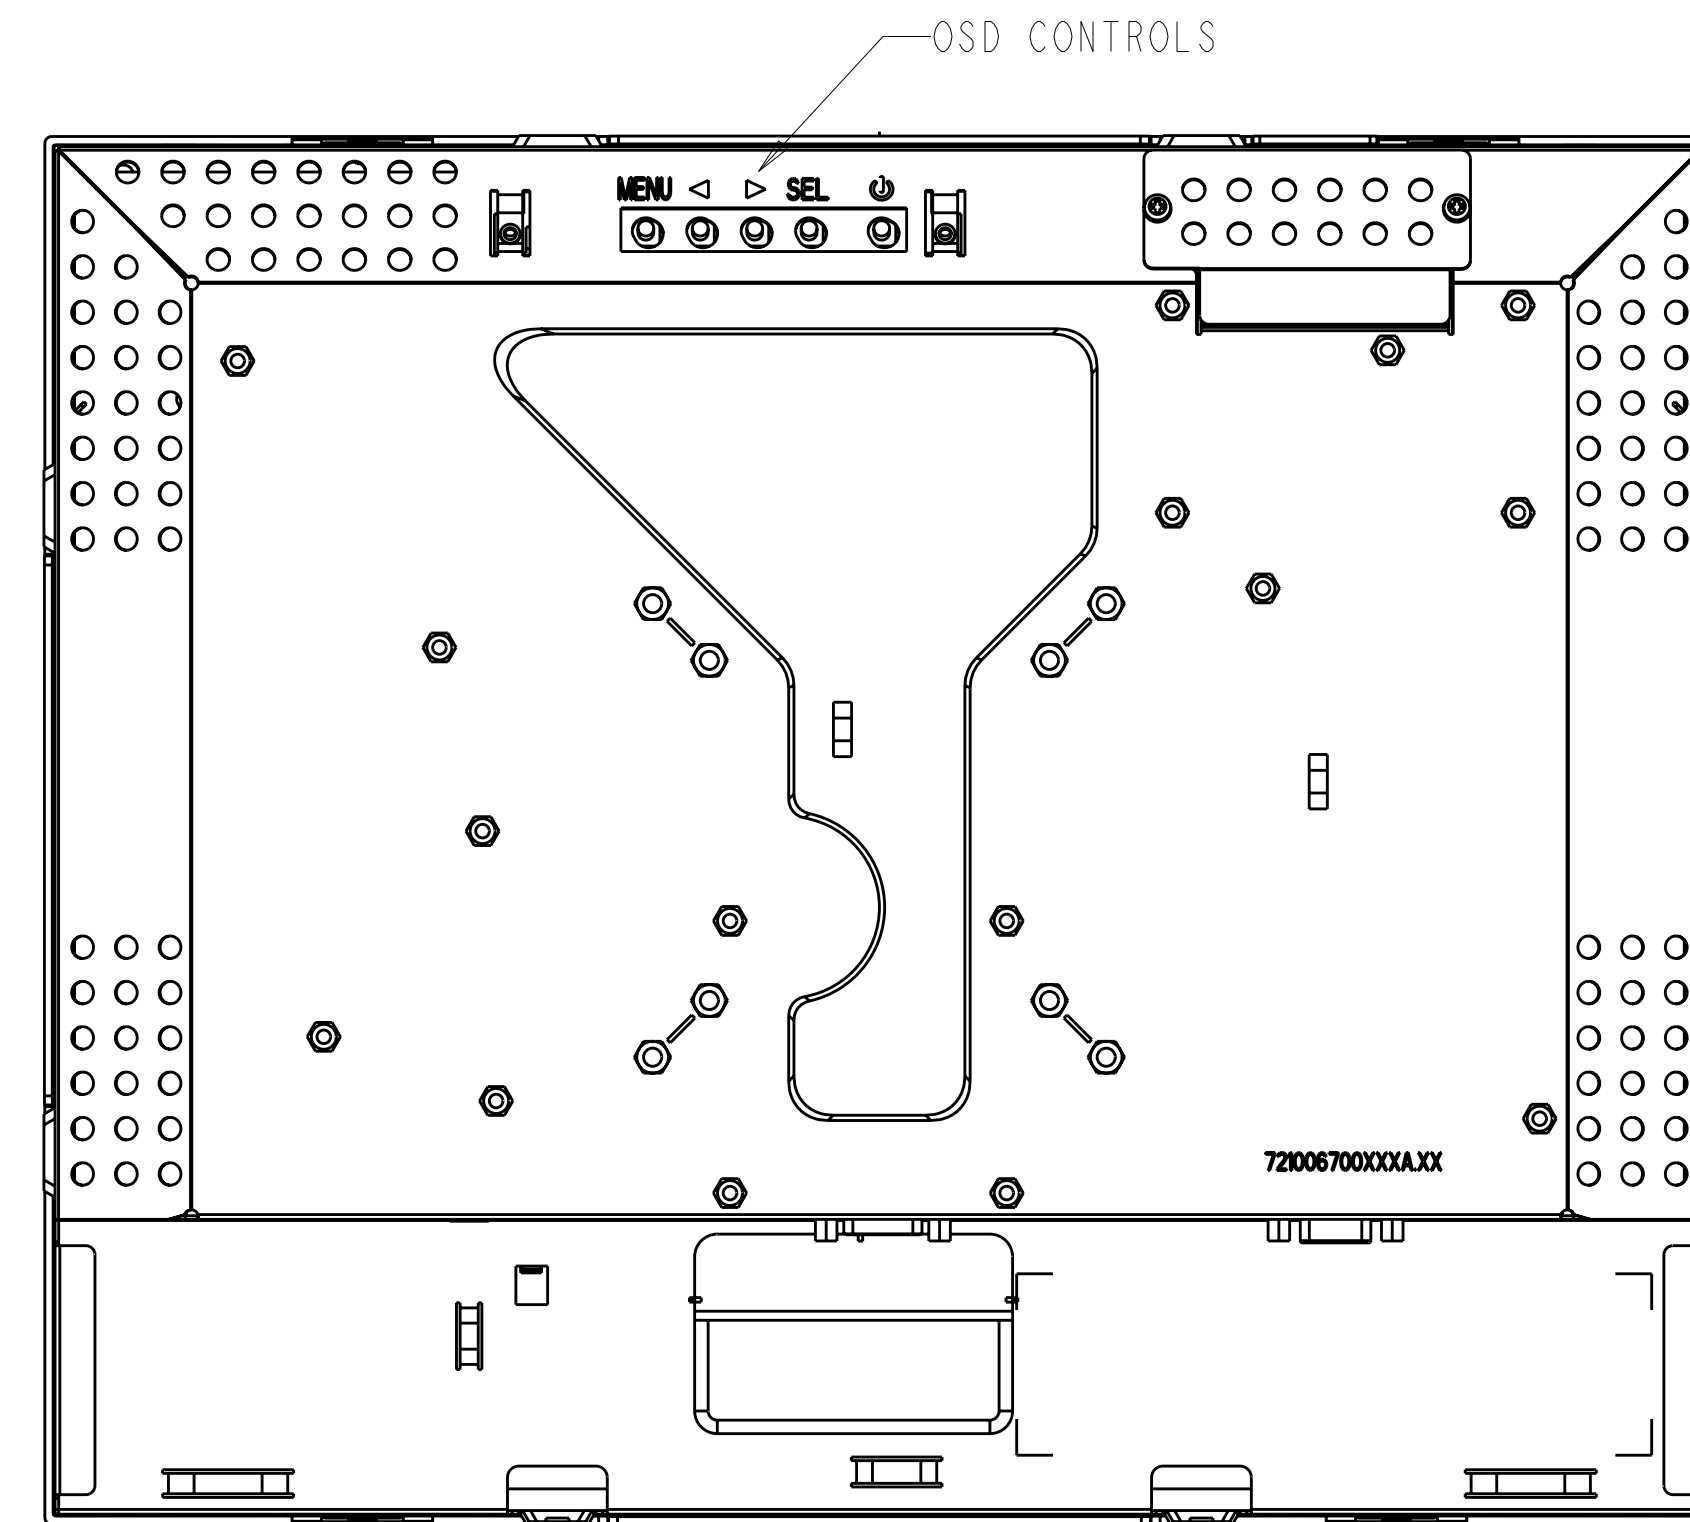 OSD CONTROLS
MENU ◁ ▷ SEL ⏻
721006700XXXA.XX